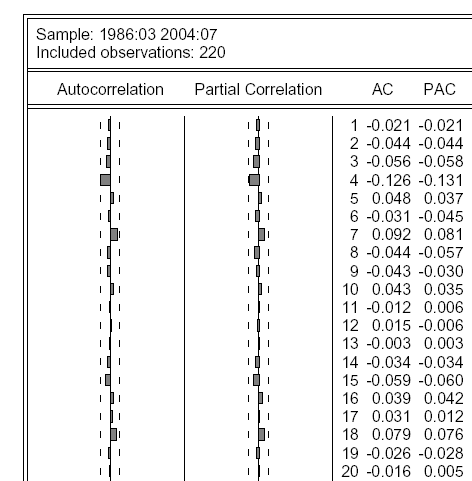 Sample: 1986:03 2004:07
Included observations: 220
Autocorrelation Partial Correlation AC PAC
1 -0.021 -0.021
2 -0.044 -0.044
3 -0.056 -0.058
4 -0.126 -0.131
5 0.048 0.037
6 -0.031 -0.045
7 0.092 0.081
8 -0.044 -0.057
9 -0.043 -0.030
10 0.043 0.035
11 -0.012 0.006
12 0.015 -0.006
13 -0.003 0.003
14 -0.034 -0.034
15 -0.059 -0.060
16 0.039 0.042
17 0.031 0.012
18 0.079 0.076
19 -0.026 -0.028
20 -0.016 0.005